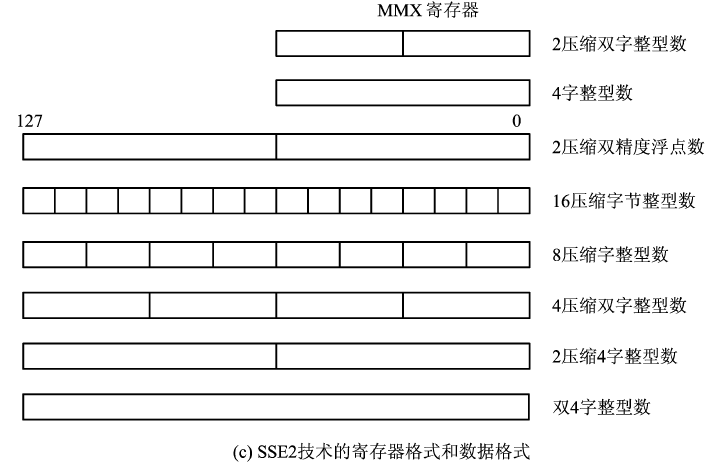 MMX 寄存器
2压缩双字整型数
4字整型数
127
0
2压缩双精度浮点数
16压缩字节整型数
8压缩字整型数
4压缩双字整型数
2压缩4字整型数
双4字整型数
(c) SSE2技术的寄存器格式和数据格式